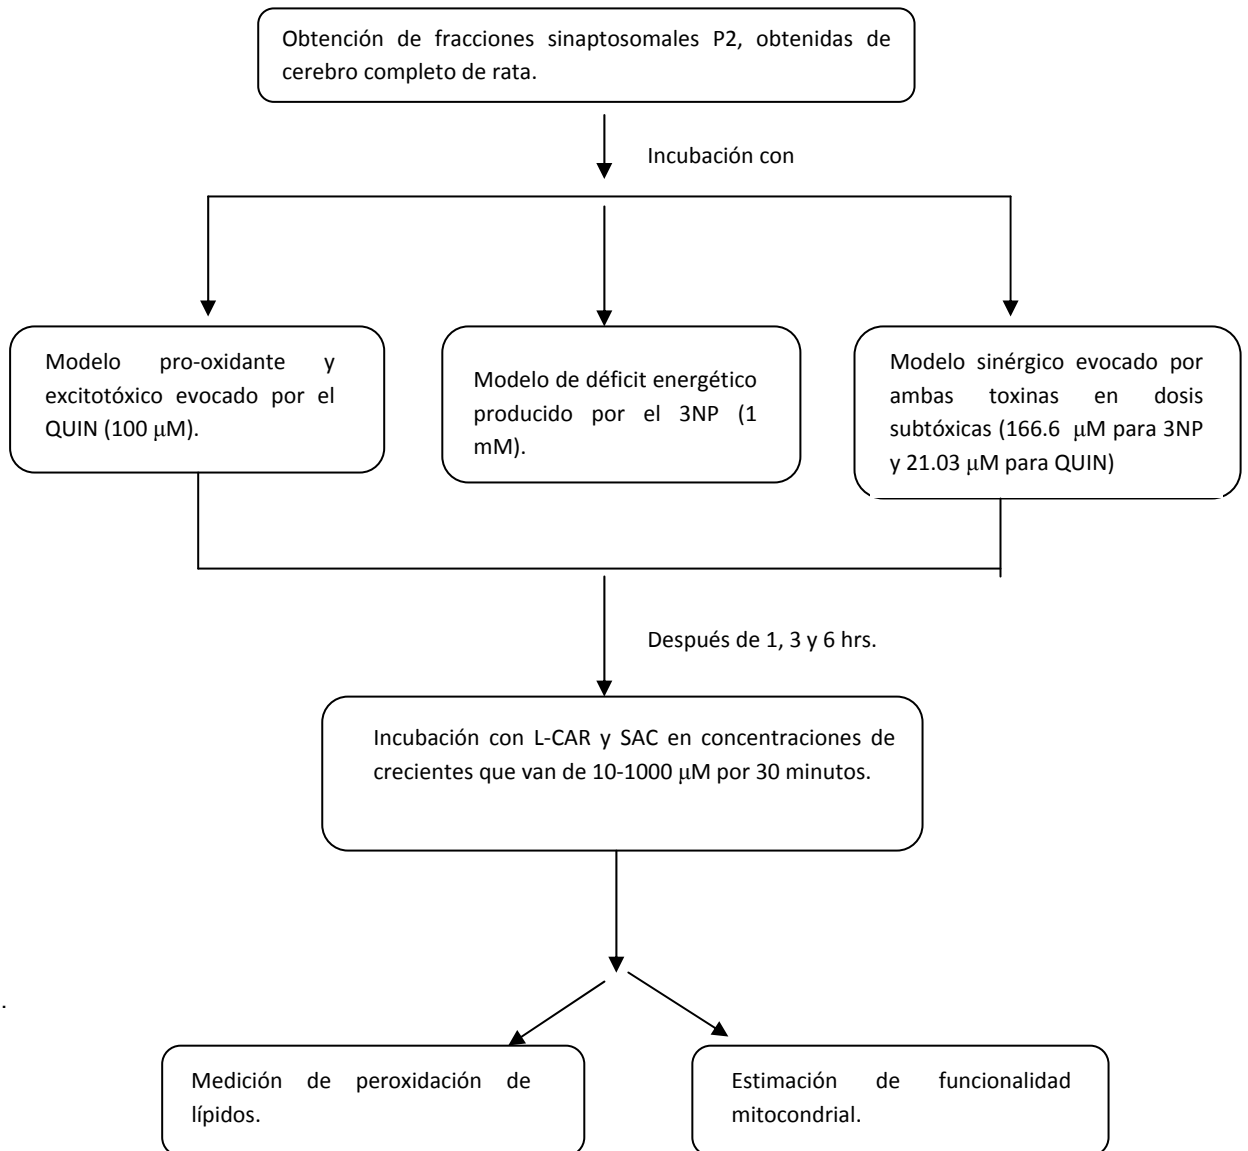 Obtención de fracciones sinaptosomales P2, obtenidas de
cerebro completo de rata.
Incubación con
Modelo pro-oxidante y
excitotóxico evocado por el
QUIN (100 μM).
Modelo de déficit energético
producido por el 3NP (1
mM).
Modelo sinérgico evocado por
ambas toxinas en dosis
subtóxicas (166.6 μM para 3NP
y 21.03 μM para QUIN)
Después de 1, 3 y 6 hrs.
Incubación con L-CAR y SAC en concentraciones de
crecientes que van de 10-1000 μM por 30 minutos.
.
Medición de peroxidación de
lípidos.
Estimación de funcionalidad
mitocondrial.